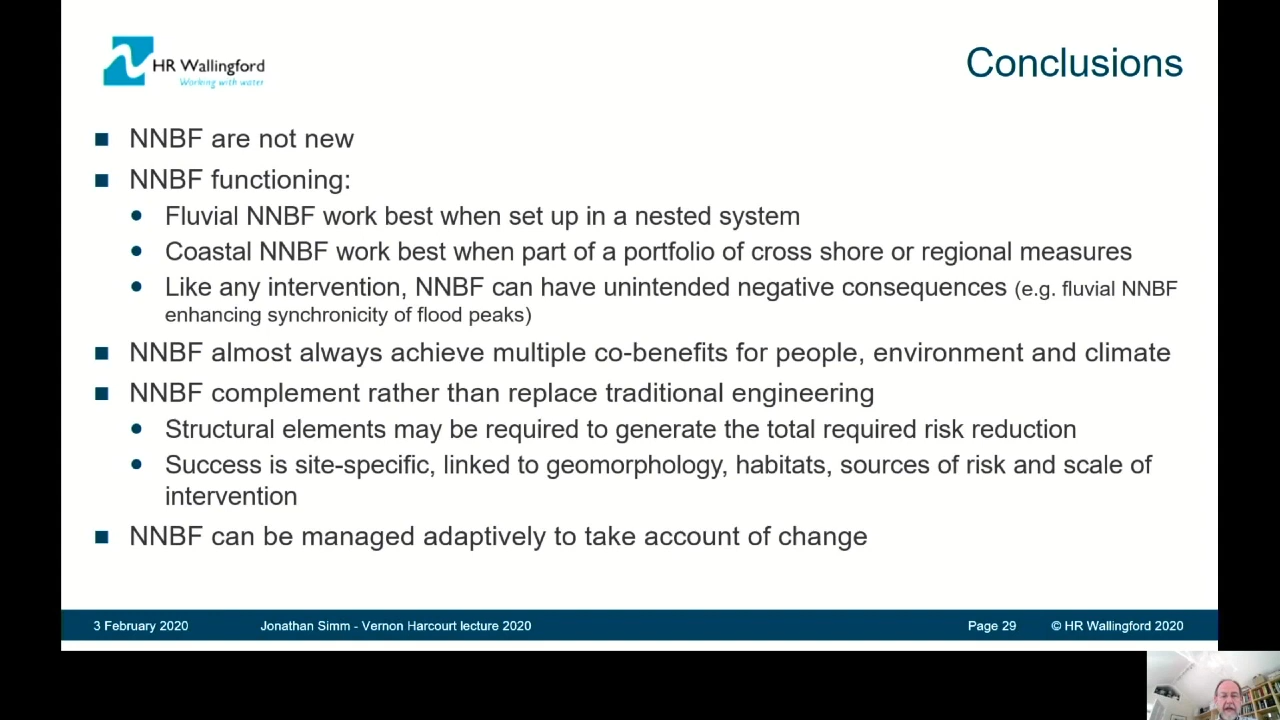 HR Wallingford
Working with water
Conclusions
NNBF are not new
NNBF functioning:
Fluvial NNBF work best when set up in a nested system
Coastal NNBF work best when part of a portfolio of cross shore or regional measures
Like any intervention, NNBF can have unintended negative consequences (e.g. fluvial NNBF
enhancing synchronicity of flood peaks)
NNBF almost always achieve multiple co-benefits for people, environment and climate
NNBF complement rather than replace traditional engineering
Structural elements may be required to generate the total required risk reduction
Success is site-specific, linked to geomorphology, habitats, sources of risk and scale of
intervention
NNBF can be managed adaptively to take account of change
3 February 2020 Jonathan Simm - Vernon Harcourt lecture 2020 Page 29 © HR Wallingford 2020